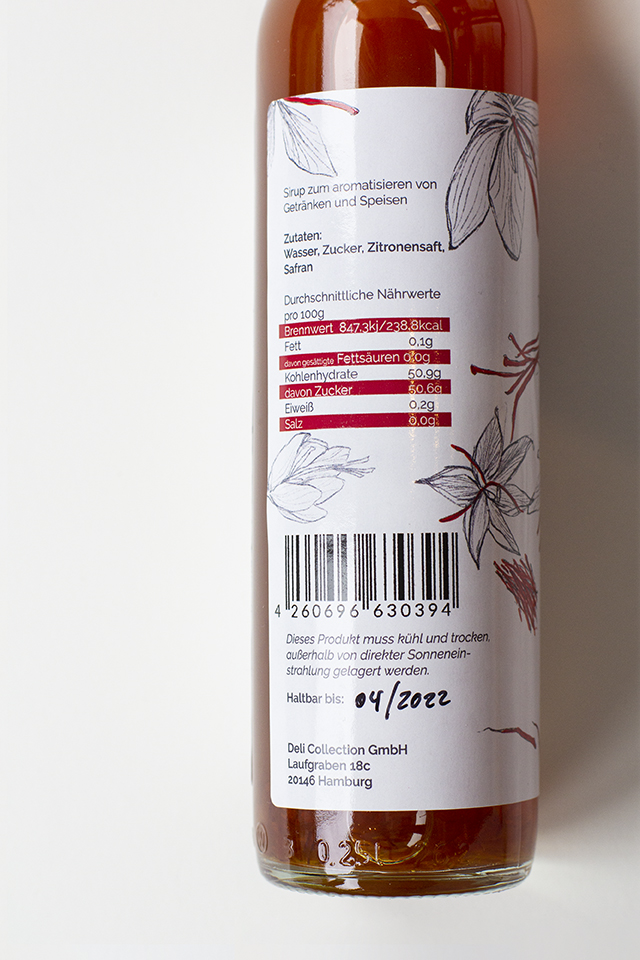 Sirup zum aromatisieren von
Getränken und Speisen
Zutaten:
Wasser, Zucker, Zitronensaft,
Safran
Durchschnittliche Nährwerte
pro 100g
Brennwert 847.3kj/238.8kcal
Fett 0.1g
davon gesättigte Fettsäuren 0.0g
Kohlenhydrate 50.9g
davon Zucker 50.6g
Eiweiß 0.2g
Salz 0.0g
4 260696 630394
Dieses Produkt muss kühl und trocken,
außerhalb von direkter Sonnenein-
strahlung gelagert werden.
Haltbar bis: 04/2022
Deli Collection GmbH
Laufgraben 18c
20146 Hamburg